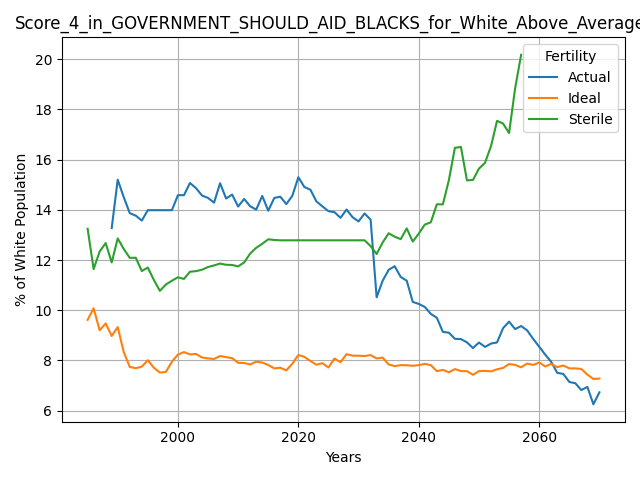 Score_4_in_GOVERNMENT_SHOULD_AID_BLACKS_for_White_Above_Average
Fertility
Actual
Ideal
Sterile
% of White Population
20
18
16
14
12
10
8
6
2000
2020
2040
2060
Years